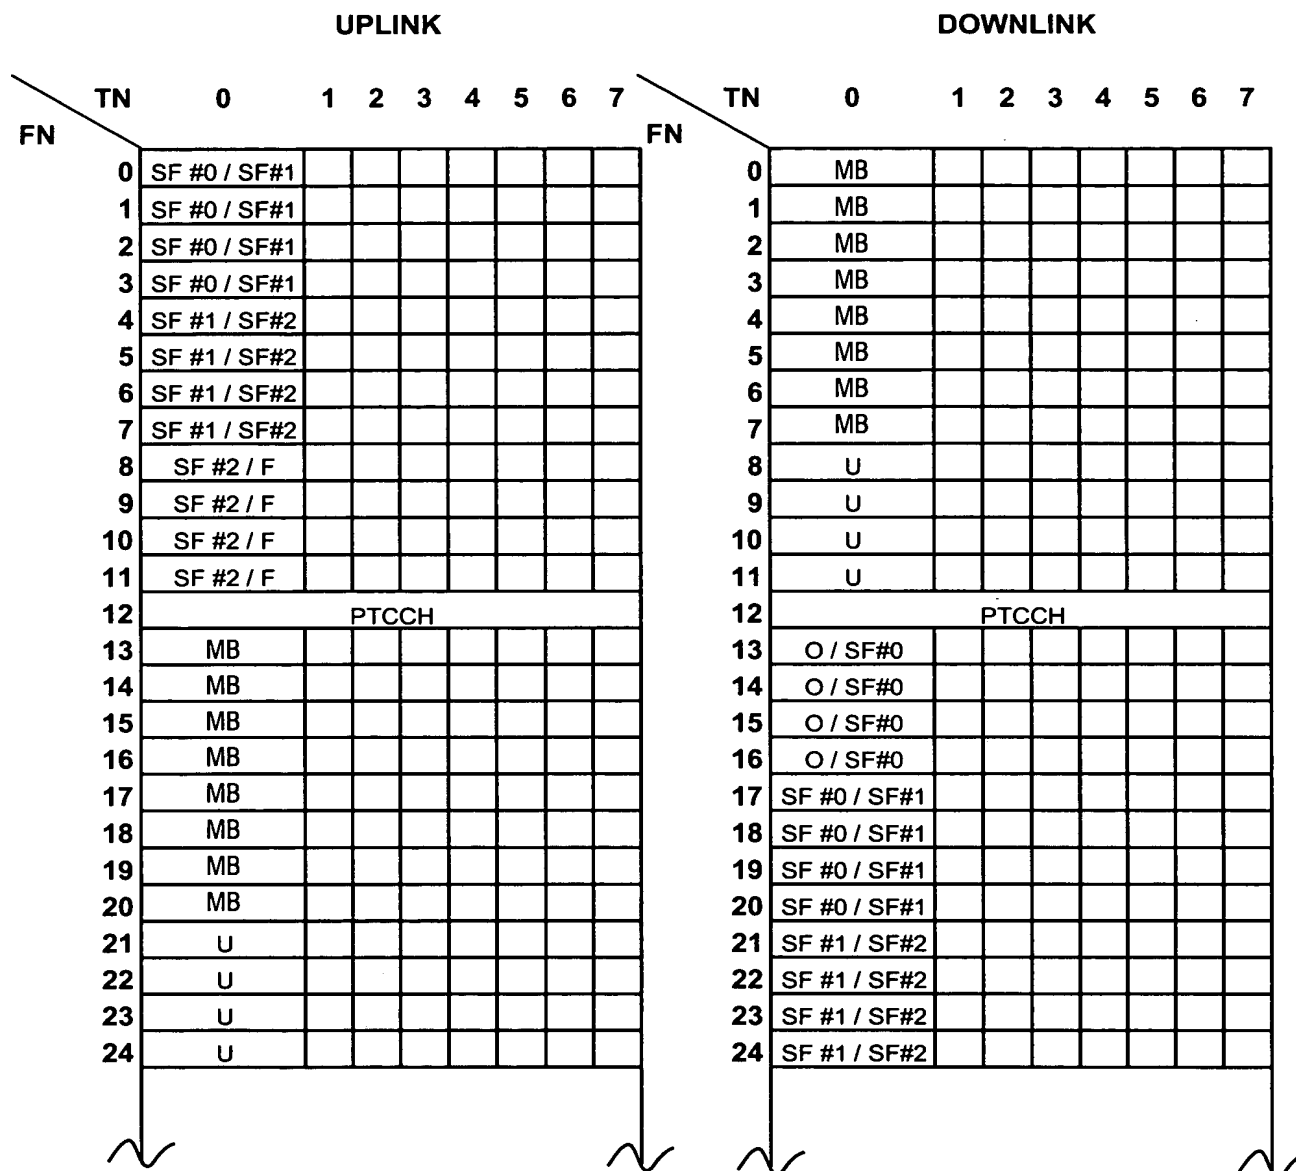 UPLINK DOWNLINK
TN 0 1 2 3 4 5 6 7 TN 0 1 2 3 4 5 6 7
FN FN
0 SF #0 / SF#1 0 MB
1 SF #0 / SF#1 1 MB
2 SF #0 / SF#1 2 MB
3 SF #0 / SF#1 3 MB
4 SF #1 / SF#2 4 MB
5 SF #1 / SF#2 5 MB
6 SF #1 / SF#2 6 MB
7 SF #1 / SF#2 7 MB
8 SF #2 / F 8 U
9 SF #2 / F 9 U
10 SF #2 / F 10 U
11 SF #2 / F 11 U
12 PTCCH 12 PTCCH
13 MB 13 O / SF#0
14 MB 14 O / SF#0
15 MB 15 O / SF#0
16 MB 16 O / SF#0
17 MB 17 SF #0 / SF#1
18 MB 18 SF #0 / SF#1
19 MB 19 SF #0 / SF#1
20 MB 20 SF #0 / SF#1
21 U 21 SF #1 / SF#2
22 U 22 SF #1 / SF#2
23 U 23 SF #1 / SF#2
24 U 24 SF #1 / SF#2